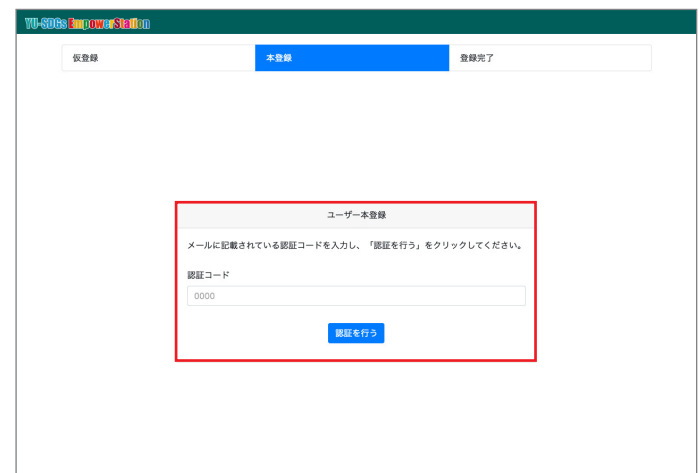 YU-SDGs EmpowerStation
仮登録 本登録 登録完了
ユーザー本登録
メールに記載されている認証コードを入力し、「認証を行う」をクリックしてください。
認証コード
0000
認証を行う